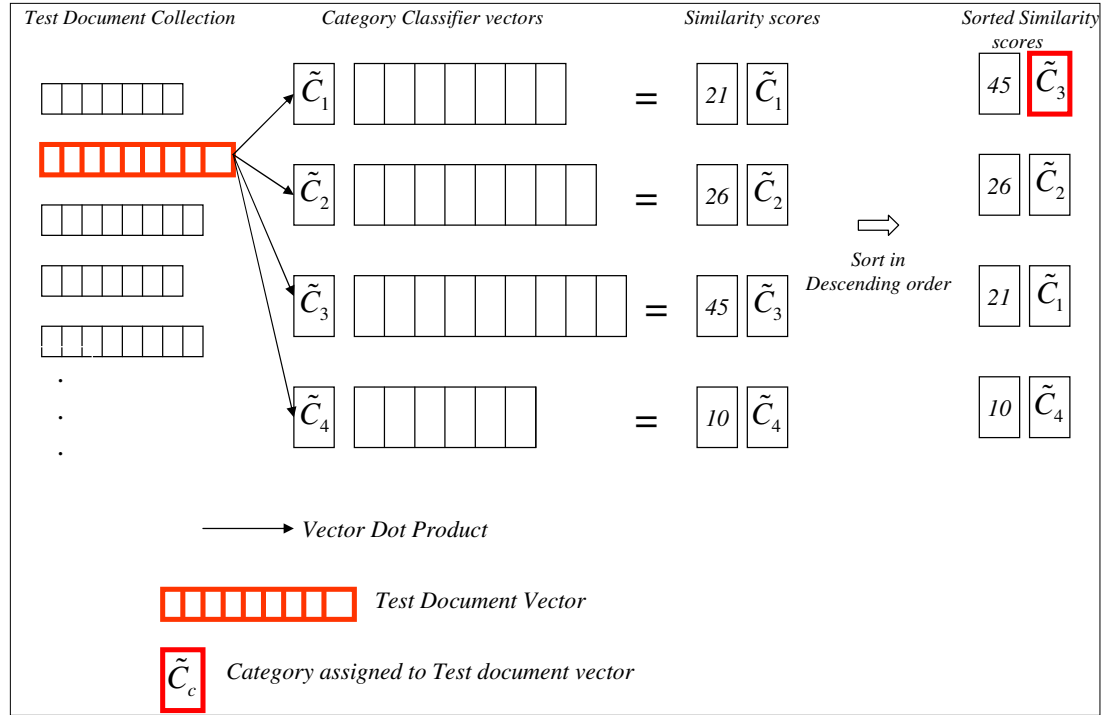 Test Document Collection
Category Classifier vectors
Similarity scores
Sorted Similarity
scores
C̃₁ = 21 C̃₁
45 C̃₃
C̃₂ = 26 C̃₂
26 C̃₂
Sort in
Descending order
C̃₃ = 45 C̃₃
21 C̃₁
C̃₄ = 10 C̃₄
10 C̃₄
Vector Dot Product
Test Document Vector
C̃c Category assigned to Test document vector